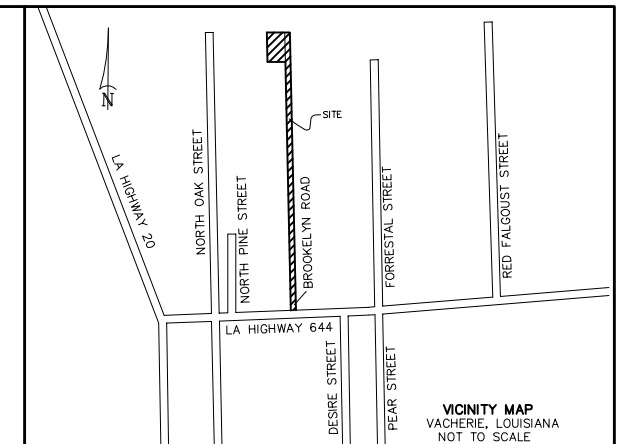 N
SITE
LA HIGHWAY 20
NORTH OAK STREET
NORTH PINE STREET
BROOKELYN ROAD
FORRESTAL STREET
RED FALGOUST STREET
LA HIGHWAY 644
DESIRE STREET
PEAR STREET
VICINITY MAP
VACHERIE, LOUISIANA
NOT TO SCALE